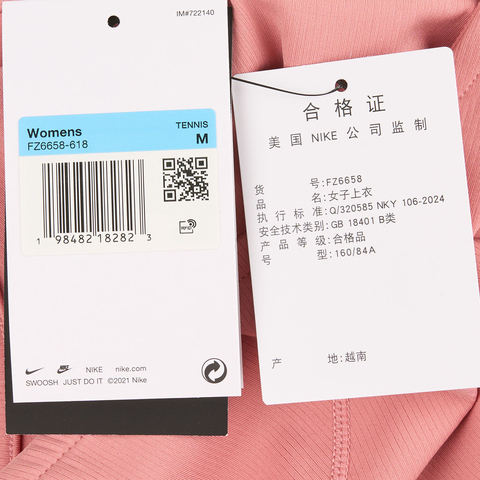 IM#722140
Womens
TENNIS
FZ6658-618
M
1 98482 18282 3
RFID
NIKE nike.com
SWOOSH JUST DO IT ©2021 Nike
合格证
美国 NIKE 公司监制
货号:FZ6658
品名:女子上衣
执行标准:Q/320585 NKY 106-2024
安全技术类别:GB 18401 B类
产品等级:合格品
号型:160/84A
产地:越南